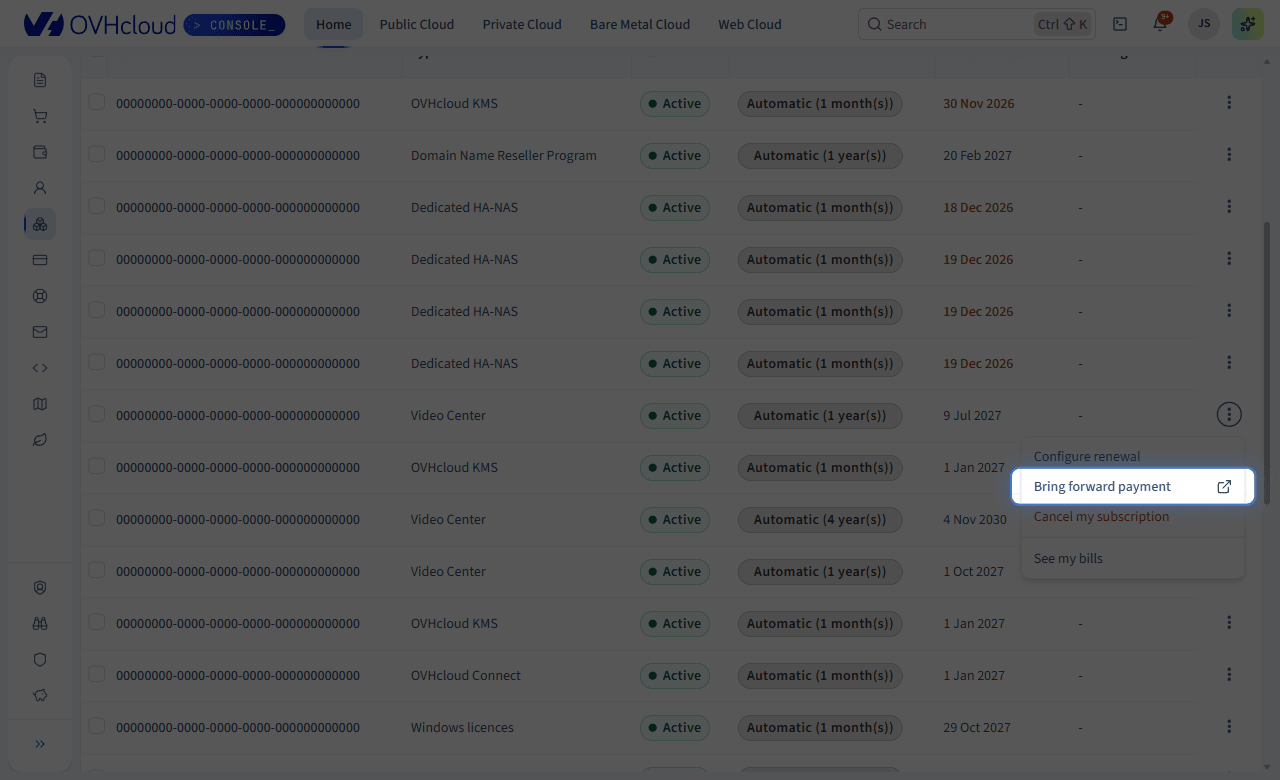 OVHcloud > CONSOLE_ Home Public Cloud Private Cloud Bare Metal Cloud Web Cloud Search Ctrl K 9+ JS
00000000-0000-0000-0000-000000000000 OVHcloud KMS Active Automatic (1 month(s)) 30 Nov 2026 -
00000000-0000-0000-0000-000000000000 Domain Name Reseller Program Active Automatic (1 year(s)) 20 Feb 2027 -
00000000-0000-0000-0000-000000000000 Dedicated HA-NAS Active Automatic (1 month(s)) 18 Dec 2026 -
00000000-0000-0000-0000-000000000000 Dedicated HA-NAS Active Automatic (1 month(s)) 19 Dec 2026 -
00000000-0000-0000-0000-000000000000 Dedicated HA-NAS Active Automatic (1 month(s)) 19 Dec 2026 -
00000000-0000-0000-0000-000000000000 Dedicated HA-NAS Active Automatic (1 month(s)) 19 Dec 2026 -
00000000-0000-0000-0000-000000000000 Video Center Active Automatic (1 year(s)) 9 Jul 2027 -
Configure renewal
00000000-0000-0000-0000-000000000000 OVHcloud KMS Active Automatic (1 month(s)) 1 Jan 2027
Bring forward payment
Cancel my subscription
00000000-0000-0000-0000-000000000000 Video Center Active Automatic (4 year(s)) 4 Nov 2030
See my bills
00000000-0000-0000-0000-000000000000 Video Center Active Automatic (1 year(s)) 1 Oct 2027
00000000-0000-0000-0000-000000000000 OVHcloud KMS Active Automatic (1 month(s)) 1 Jan 2027 -
00000000-0000-0000-0000-000000000000 OVHcloud Connect Active Automatic (1 month(s)) 1 Jan 2027 -
00000000-0000-0000-0000-000000000000 Windows licences Active Automatic (1 month(s)) 29 Oct 2027 -